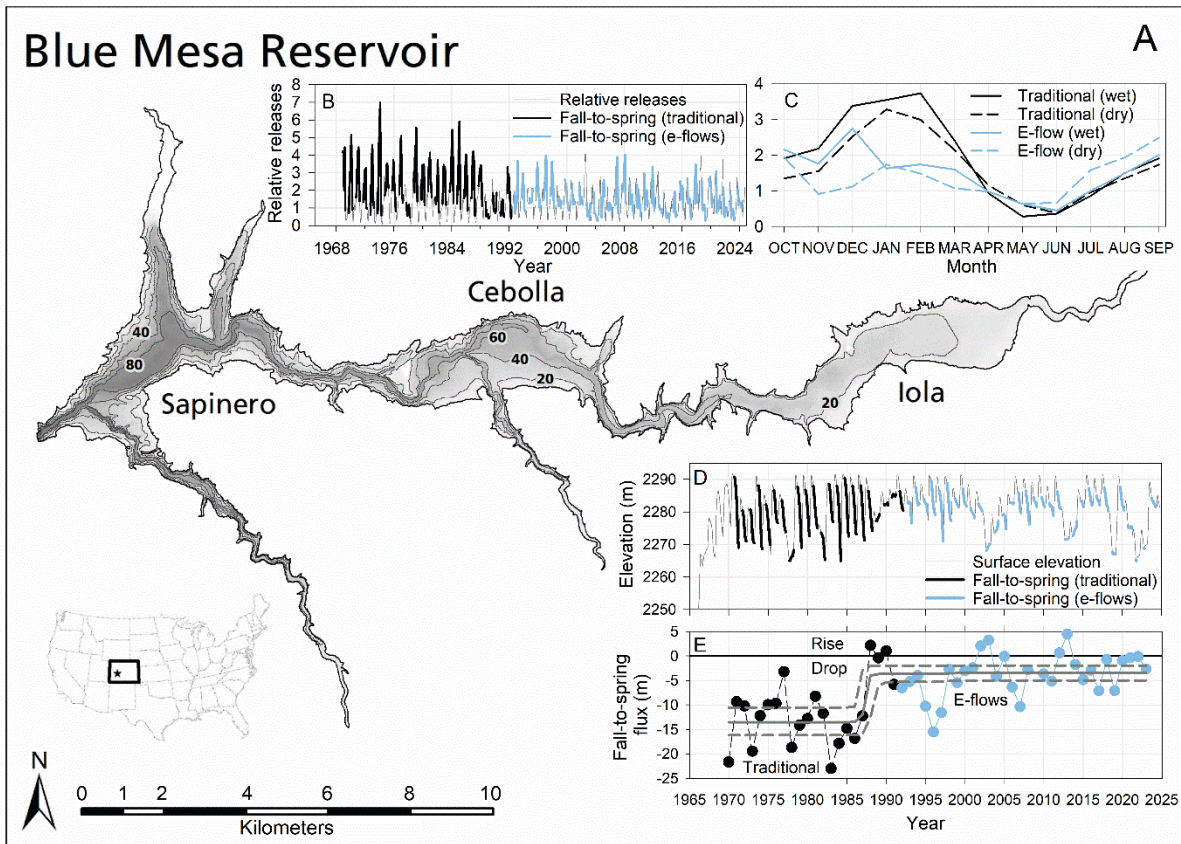 Blue Mesa Reservoir
A
B
Relative releases
Fall-to-spring (traditional)
Fall-to-spring (e-flows)
Relative releases
8
7
6
5
4
3
2
1
0
1968 1976 1984 1992 2000 2008 2016 2024
Year
C
Traditional (wet)
Traditional (dry)
E-flow (wet)
E-flow (dry)
4
3
2
1
0
OCT NOV DEC JAN FEB MAR APR MAY JUN JUL AUG SEP
Month
Cebolla
40
80
60
40
20
Sapinero
20
Iola
D
Elevation (m)
2290
2280
2270
2260
2250
Surface elevation
Fall-to-spring (traditional)
Fall-to-spring (e-flows)
E
Fall-to-spring
flux (m)
5
0
-5
-10
-15
-20
-25
Rise
Drop
E-flows
Traditional
1965 1970 1975 1980 1985 1990 1995 2000 2005 2010 2015 2020 2025
Year
N
0 1 2 4 6 8 10
Kilometers